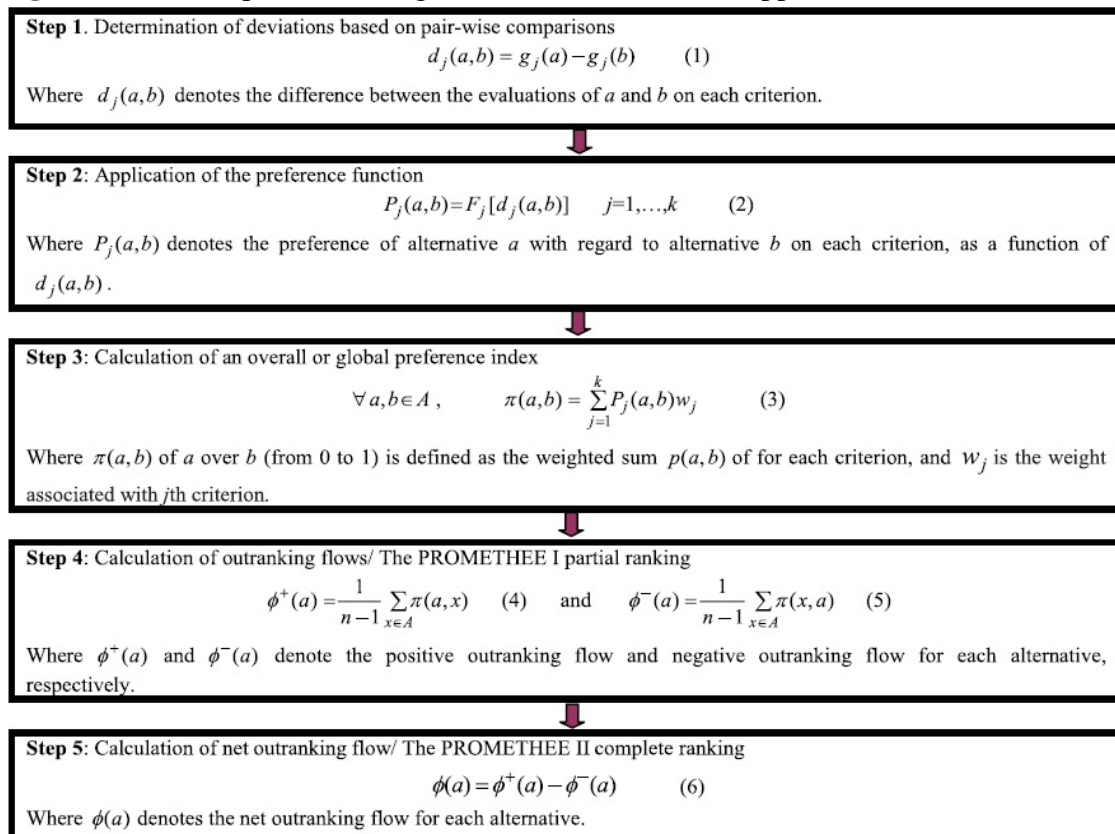 Step 1. Determination of deviations based on pair-wise comparisons
d_j(a,b) = g_j(a)−g_j(b) (1)
Where d_j(a,b) denotes the difference between the evaluations of a and b on each criterion.
Step 2: Application of the preference function
P_j(a,b)=F_j[d_j(a,b)] j=1,…,k (2)
Where P_j(a,b) denotes the preference of alternative a with regard to alternative b on each criterion, as a function of
d_j(a,b).
Step 3: Calculation of an overall or global preference index
∀ a,b∈A, π(a,b) = ∑_{j=1}^{k} P_j(a,b)w_j (3)
Where π(a,b) of a over b (from 0 to 1) is defined as the weighted sum p(a,b) of for each criterion, and w_j is the weight
associated with jth criterion.
Step 4: Calculation of outranking flows/ The PROMETHEE I partial ranking
ϕ⁺(a) = 1/(n−1) ∑_{x∈A} π(a,x) (4) and ϕ⁻(a) = 1/(n−1) ∑_{x∈A} π(x,a) (5)
Where ϕ⁺(a) and ϕ⁻(a) denote the positive outranking flow and negative outranking flow for each alternative,
respectively.
Step 5: Calculation of net outranking flow/ The PROMETHEE II complete ranking
ϕ(a) = ϕ⁺(a) − ϕ⁻(a) (6)
Where ϕ(a) denotes the net outranking flow for each alternative.